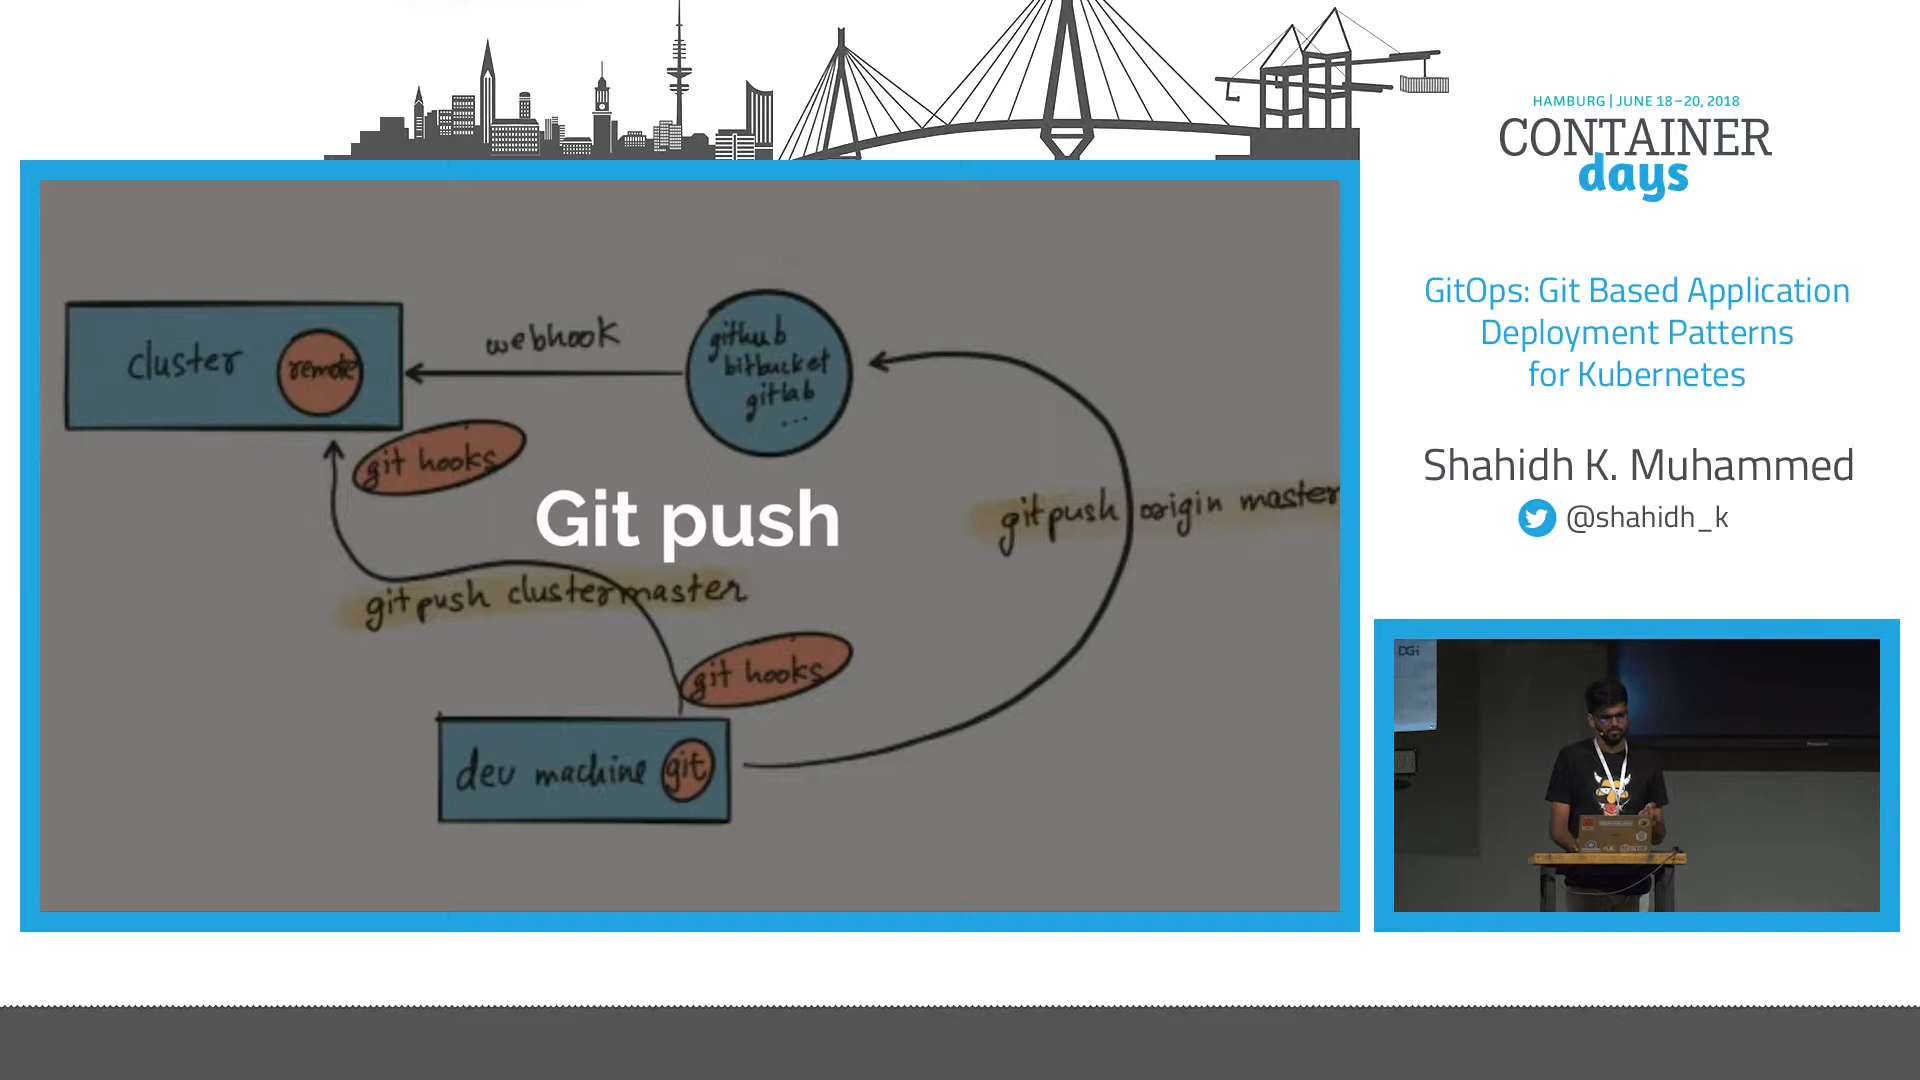 HAMBURG | JUNE 18–20, 2018
CONTAINER
days
GitOps: Git Based Application
Deployment Patterns
for Kubernetes
Shahidh K. Muhammed
@shahidh_k
cluster
remote
webhook
github
bitbucket
gitlab
...
git hooks
Git push
git push origin master
git push cluster master
git hooks
dev machine
git
DGi